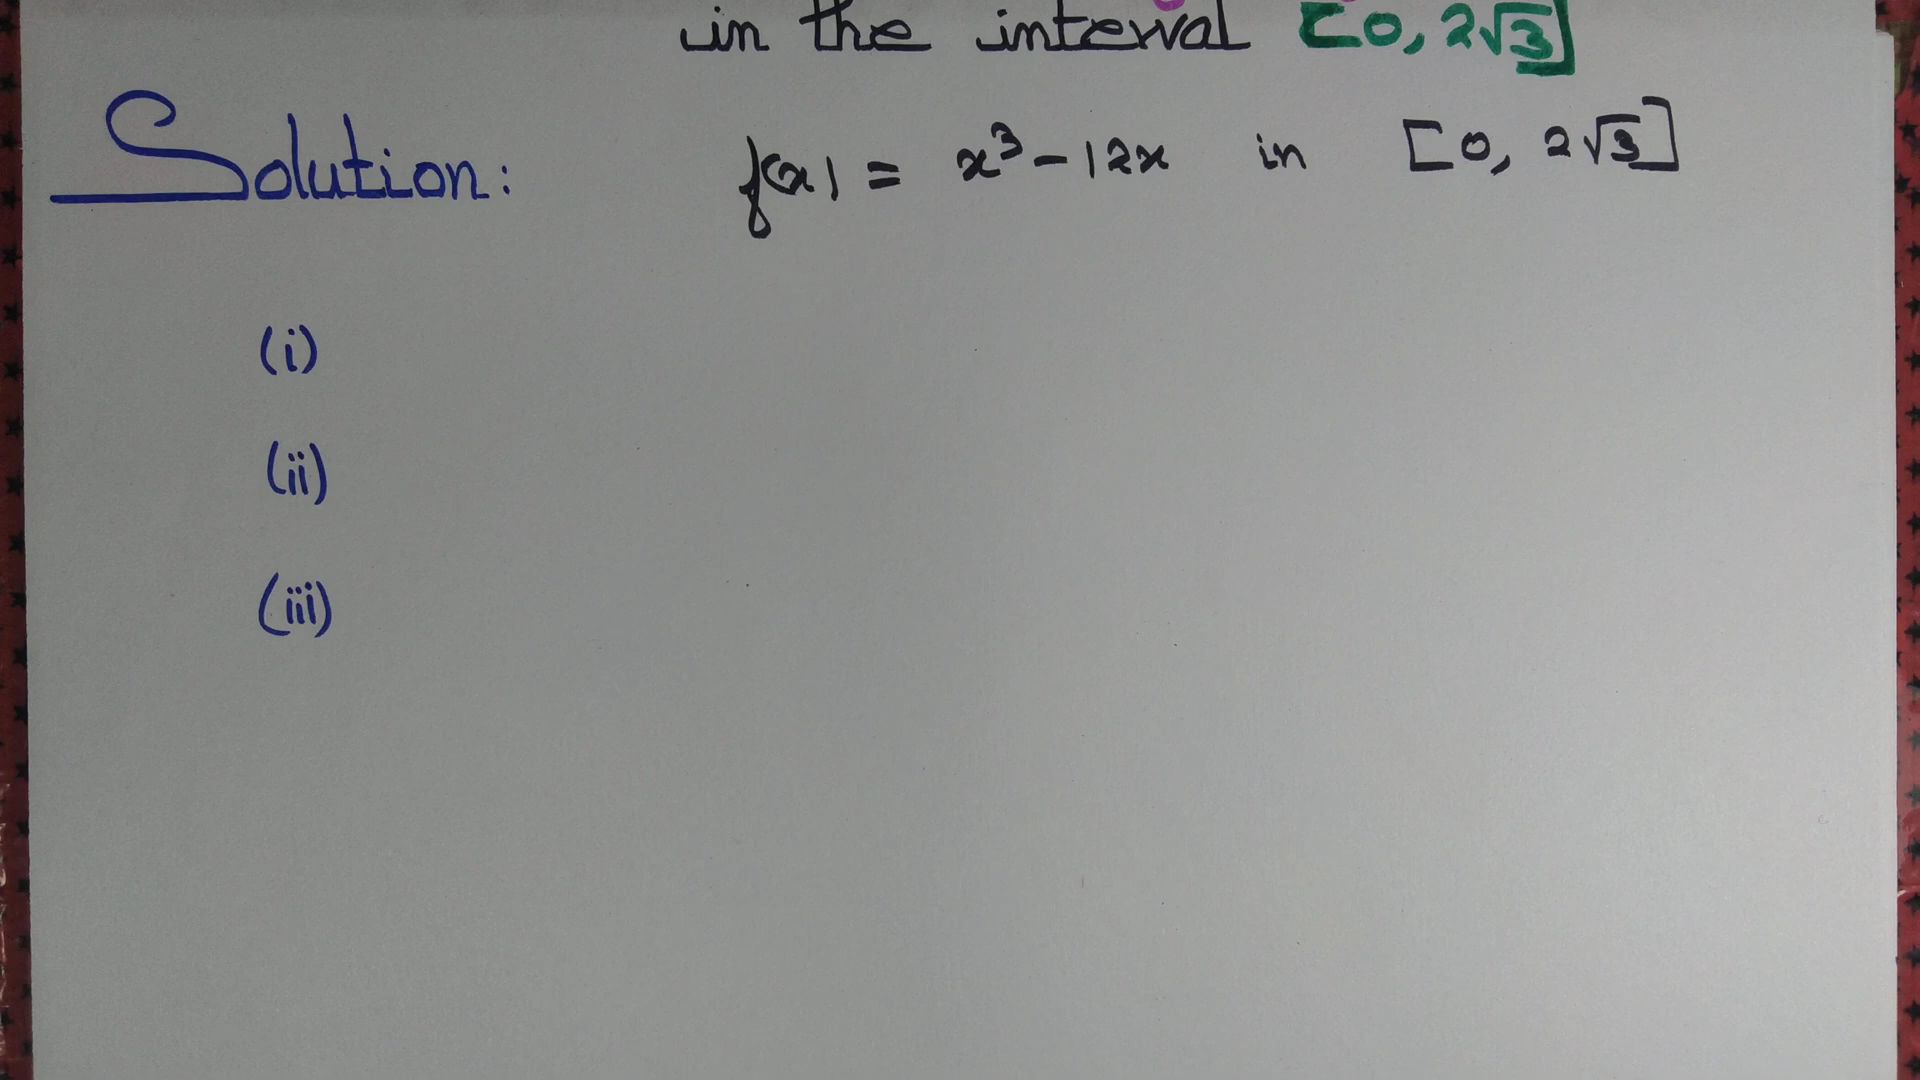 in the interval [0, 2√3]
Solution: f(x) = x³ - 12x in [0, 2√3]
(i)
(ii)
(iii)